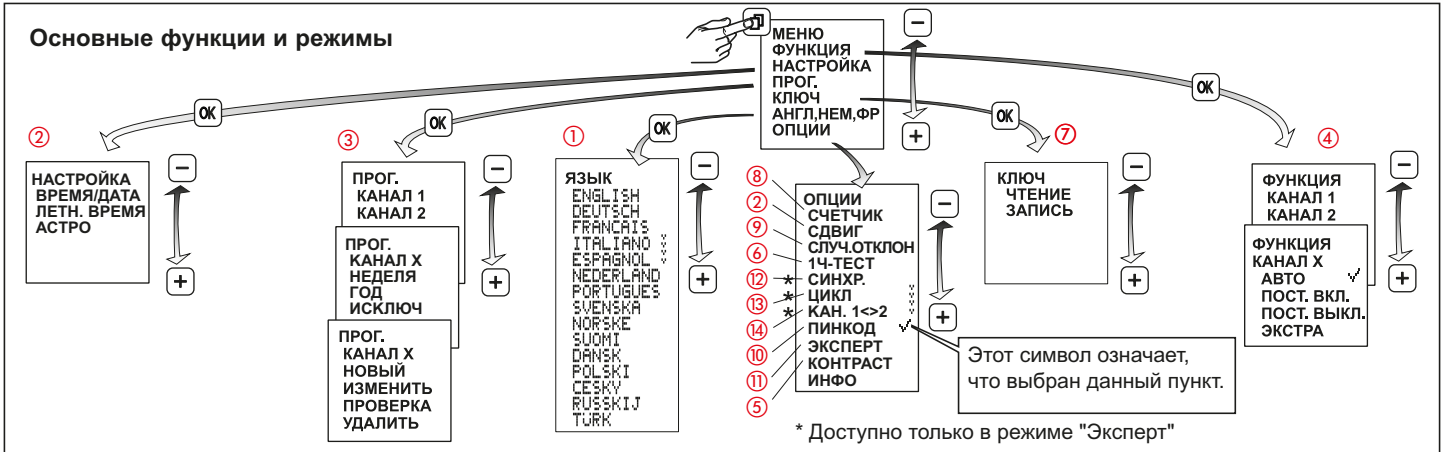 Основные функции и режимы
МЕНЮ
ФУНКЦИЯ
НАСТРОЙКА
ПРОГ.
КЛЮЧ
АНГЛ,НЕМ,ФР
ОПЦИИ
−
+
OK
OK
OK
OK
OK
②
НАСТРОЙКА
ВРЕМЯ/ДАТА
ЛЕТН. ВРЕМЯ
АСТРО
−
+
③
ПРОГ.
КАНАЛ 1
КАНАЛ 2
ПРОГ.
КАНАЛ X
НЕДЕЛЯ
ГОД
ИСКЛЮЧ
ПРОГ.
КАНАЛ X
НОВЫЙ
ИЗМЕНИТЬ
ПРОВЕРКА
УДАЛИТЬ
−
+
①
ЯЗЫК
ENGLISH
DEUTSCH
FRANCAIS
ITALIANO
ESPAGNOL
NEDERLAND
PORTUGUES
SVENSKA
NORSKE
SUOMI
DANSK
POLSKI
CESKY
RUSSKIJ
TURK
−
+
ОПЦИИ
⑧ СЧЕТЧИК
② СДВИГ
⑨ СЛУЧ.ОТКЛОН
⑥ 1Ч-ТЕСТ
⑫ * СИНХР.
⑬ * ЦИКЛ
⑭ * КАН. 1<>2
⑩ ПИНКОД ✓
⑪ ЭКСПЕРТ
⑤ КОНТРАСТ
ИНФО
−
+
Этот символ означает,
что выбран данный пункт.
* Доступно только в режиме "Эксперт"
⑦
КЛЮЧ
ЧТЕНИЕ
ЗАПИСЬ
−
+
④
ФУНКЦИЯ
КАНАЛ 1
КАНАЛ 2
ФУНКЦИЯ
КАНАЛ X
АВТО ✓
ПОСТ. ВКЛ.
ПОСТ. ВЫКЛ.
ЭКСТРА
−
+